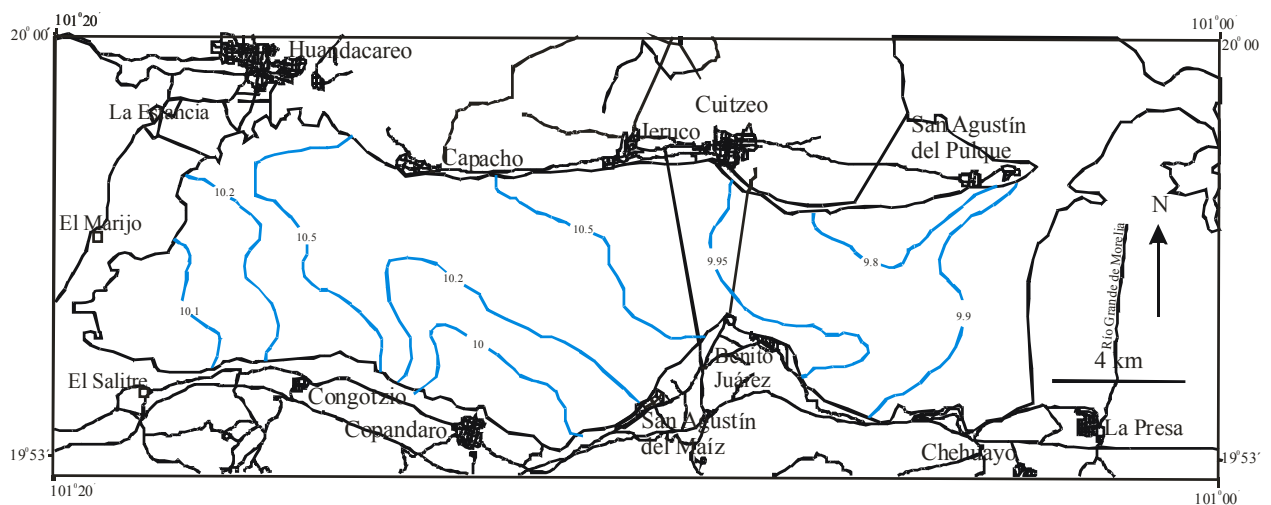 101°20´
101°00´
20°00´
20°00
Huandacareo
La Estancia
Cuitzeo
Jeruco
San Agustín
del Pulque
Capacho
10.2
El Marijo
10.5
10.5
N
9.95
9.8
10.2
Río Grande de Morelia
10.1
9.9
10
4 km
Benito
Juárez
El Salitre
Congotzio
Copandaro
San Agustín
del Maíz
La Presa
Chehuayo
19°53´
19°53´
101°20´
101°00´